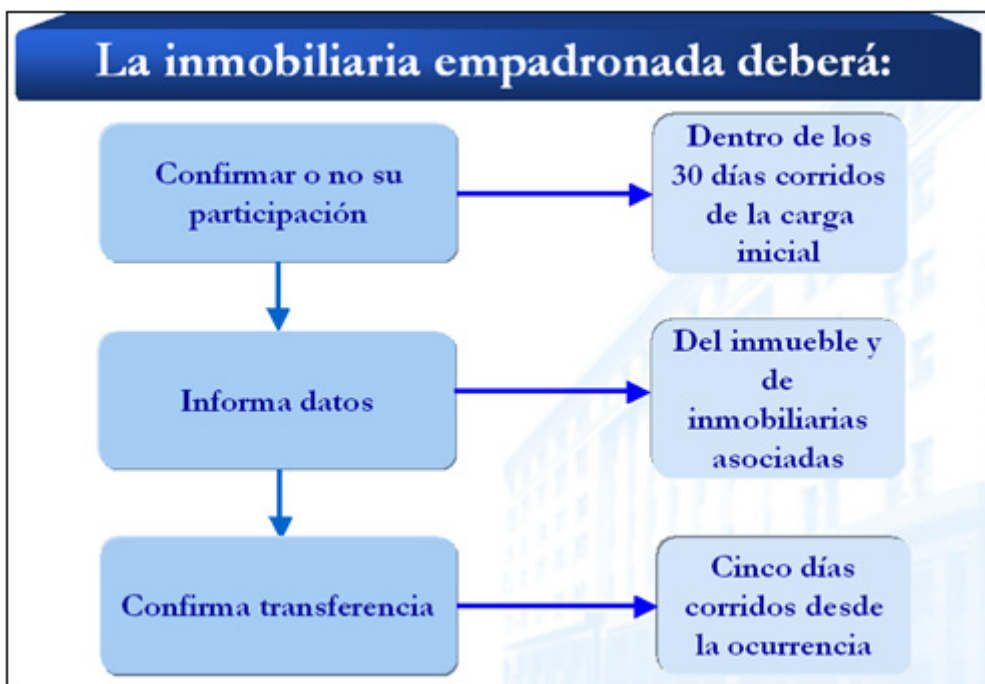 La inmobiliaria empadronada deberá:
Confirmar o no su
participación
Dentro de los
30 días corridos
de la carga
inicial
Informa datos
Del inmueble y
de
inmobiliarias
asociadas
Confirma transferencia
Cinco días
corridos desde
la ocurrencia